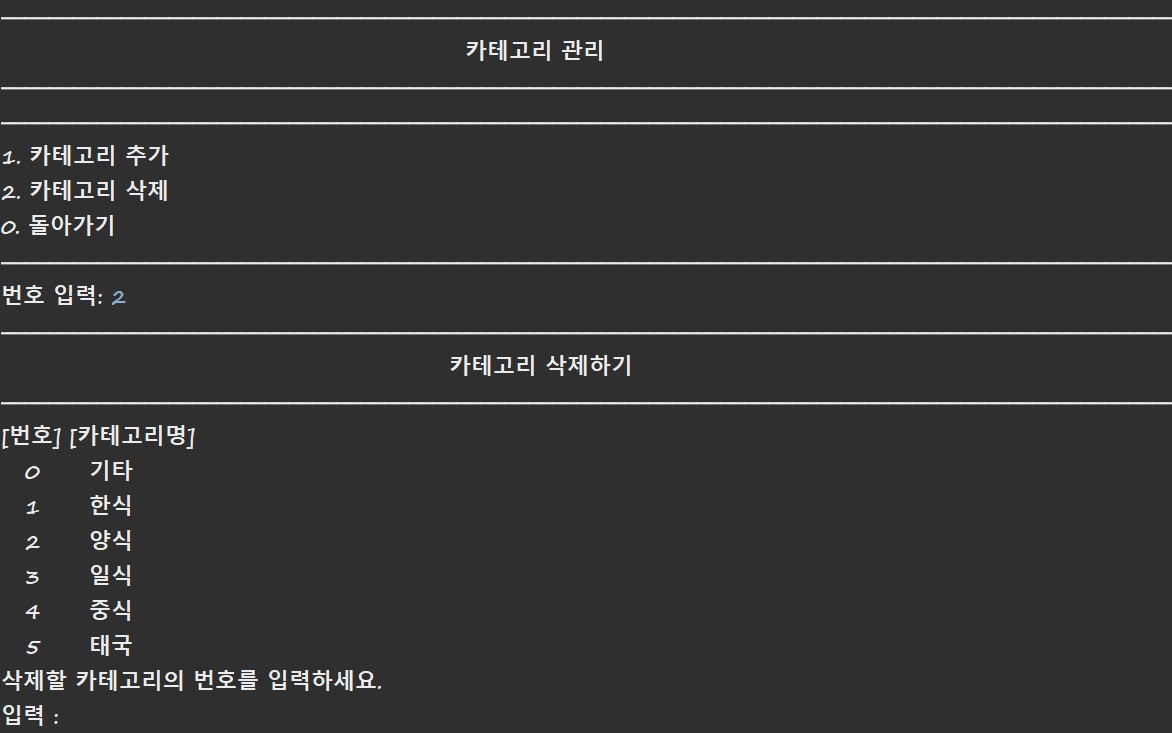 카테고리 관리
1. 카테고리 추가
2. 카테고리 삭제
0. 돌아가기
번호 입력: 2
카테고리 삭제하기
[번호] [카테고리명]
0 기타
1 한식
2 양식
3 일식
4 중식
5 태국
삭제할 카테고리의 번호를 입력하세요.
입력 :